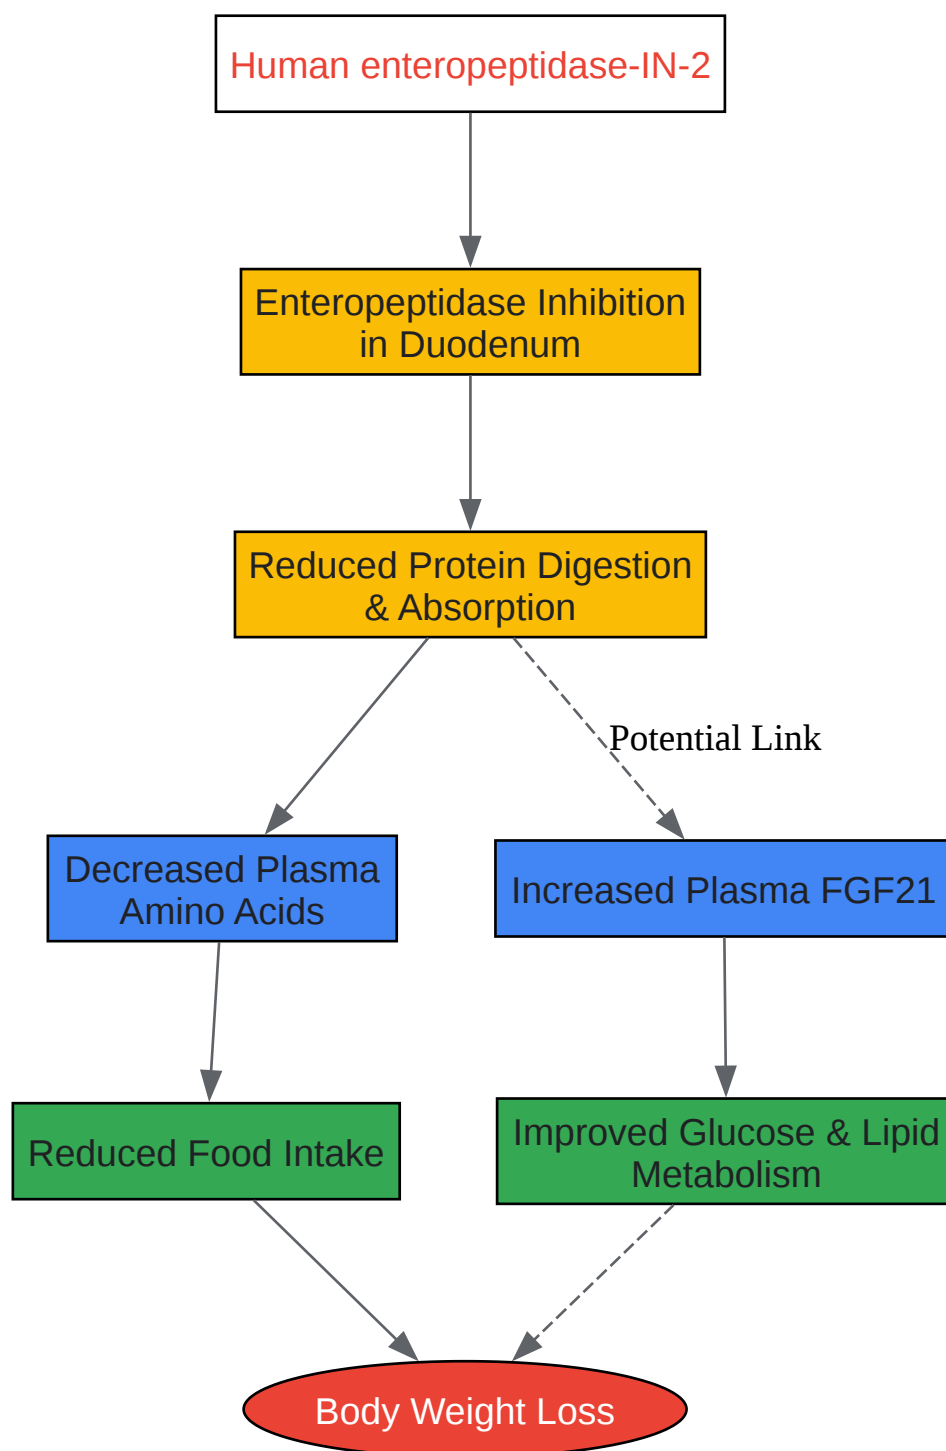 Human enteropeptidase-IN-2
Enteropeptidase Inhibition
in Duodenum
Reduced Protein Digestion
& Absorption
Potential Link
Decreased Plasma
Amino Acids
Increased Plasma FGF21
Reduced Food Intake
Improved Glucose & Lipid
Metabolism
Body Weight Loss